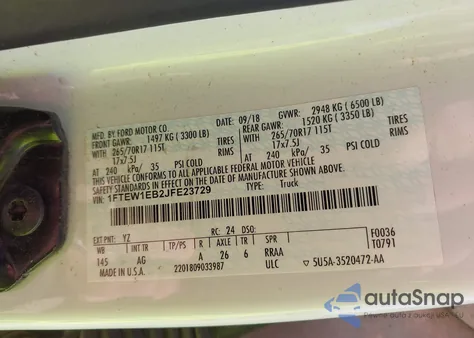 MFD. BY FORD MOTOR CO. 09/18 GVWR: 2948 KG ( 6500 LB)
FRONT GAWR: 1497 KG ( 3300 LB) REAR GAWR: 1520 KG ( 3350 LB)
WITH 265/70R17 115T TIRES WITH 265/70R17 115T TIRES
17x7.5J RIMS 17x7.5J RIMS
AT 240 kPa/ 35 PSI COLD AT 240 kPa/ 35 PSI COLD
THIS VEHICLE CONFORMS TO ALL APPLICABLE FEDERAL MOTOR VEHICLE
SAFETY STANDARDS IN EFFECT ON THE DATE OF MANUFACTURE SHOWN ABOVE.
VIN: 1FTEW1EB2JFE23729
TYPE: Truck
F0036
T0791
EXT PNT: YZ RC: 24 DSO:
WB INT TR TP/PS R AXLE TR SPR
145 AG A 26 6 RRAA
MADE IN U.S.A. 2201809033987 ULC 5U5A-3520472-AA
autoSnap